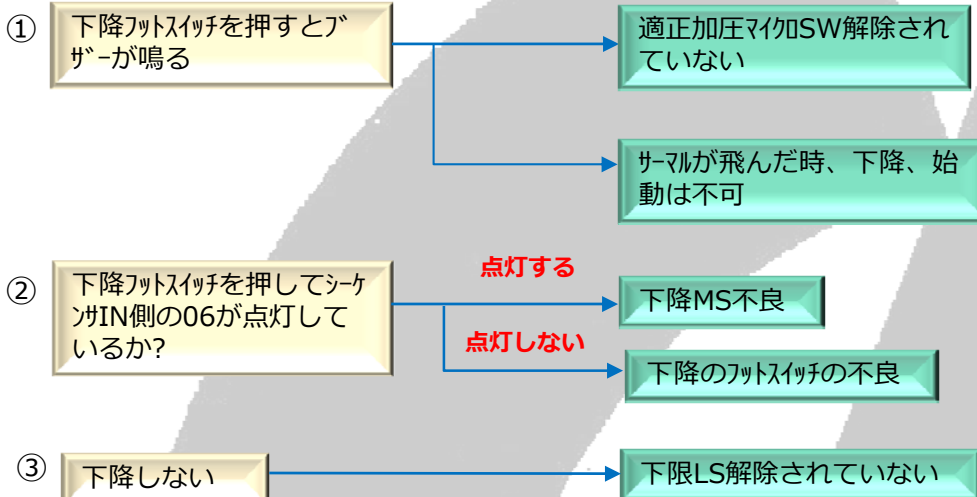 ①
下降ﾌｯﾄｽｲｯﾁを押すとﾌﾞ
ｻﾞｰが鳴る
適正加圧ﾏｲｸﾛSW解除され
ていない
ｻｰﾏﾙが飛んだ時、下降、始
動は不可
②
下降ﾌｯﾄｽｲｯﾁを押してｼｰｹ
ﾝｻIN側の06が点灯して
いるか?
点灯する
下降MS不良
点灯しない
下降のﾌｯﾄｽｲｯﾁの不良
③
下降しない
下限LS解除されていない